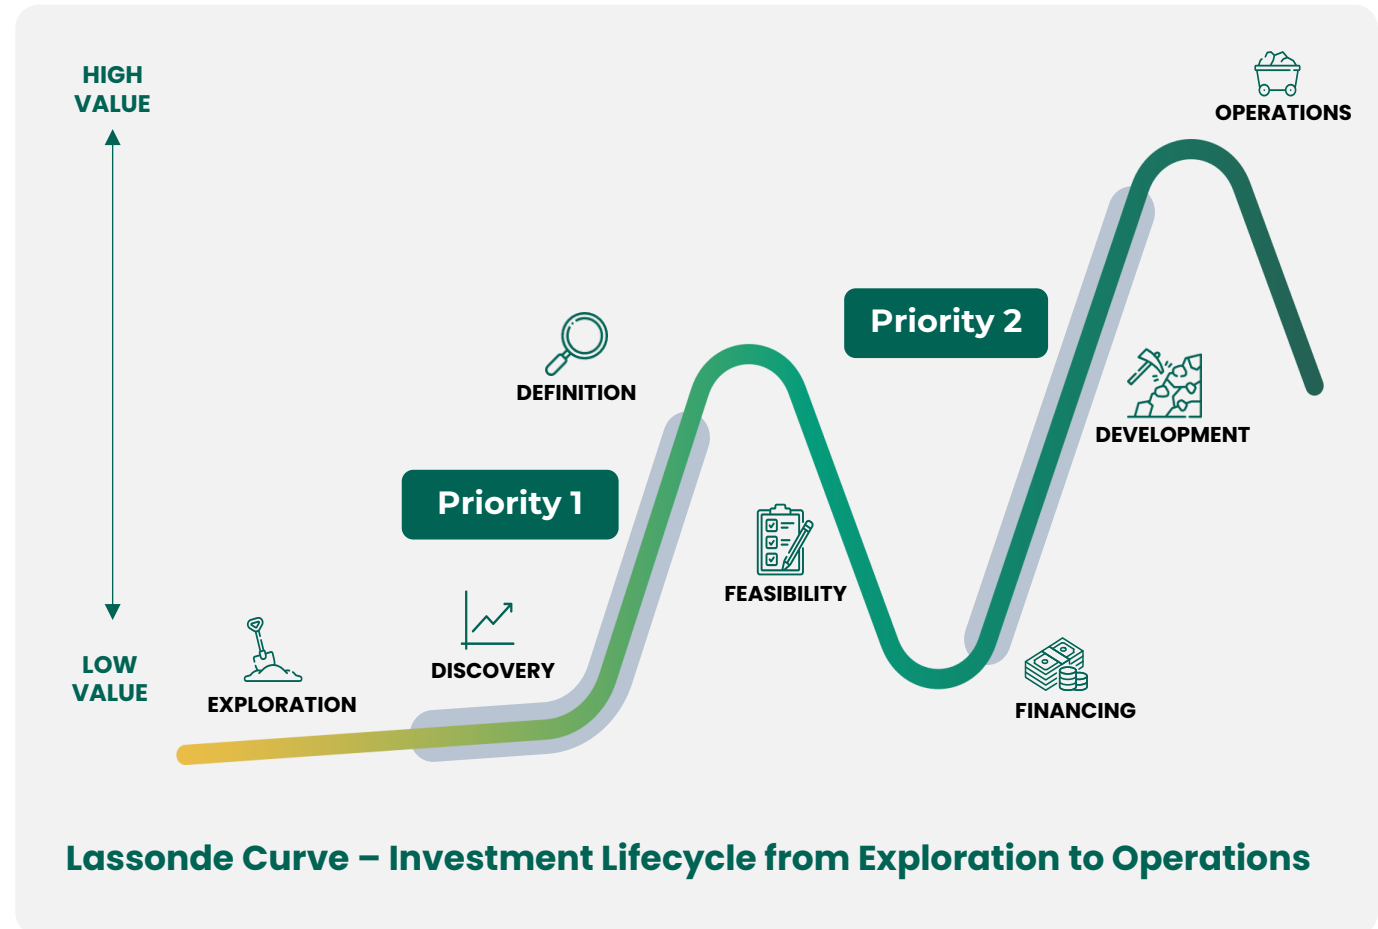 HIGH
VALUE
OPERATIONS
Priority 2
DEFINITION
DEVELOPMENT
Priority 1
FEASIBILITY
DISCOVERY
LOW
VALUE
EXPLORATION
FINANCING
Lassonde Curve – Investment Lifecycle from Exploration to Operations